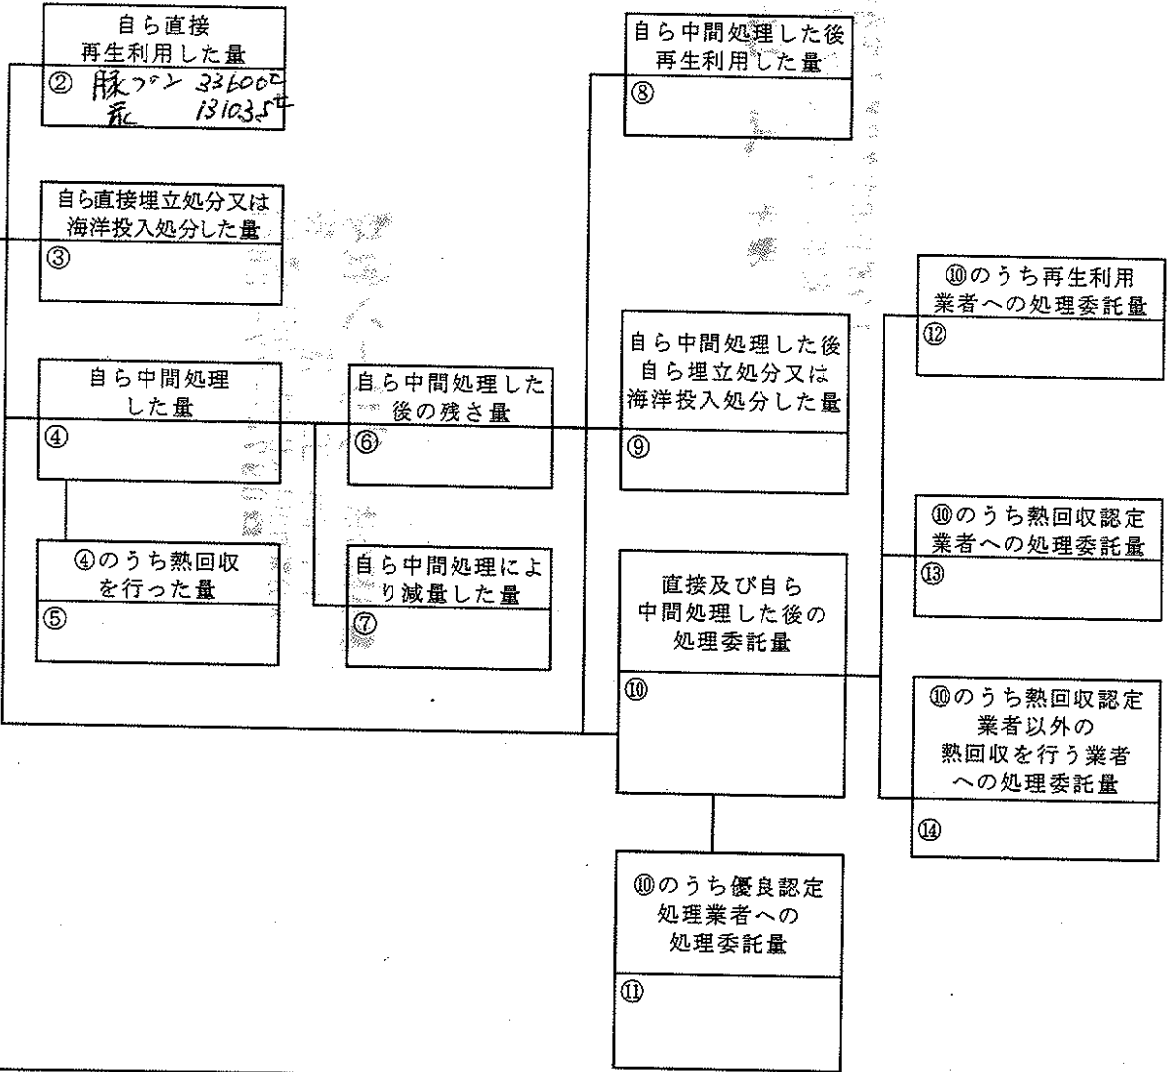 自ら直接
再生利用した量
② 豚フン 33600t
尿 13103.5t
自ら直接埋立処分又は
海洋投入処分した量
③
自ら中間処理
した量
④
④のうち熱回収
を行った量
⑤
自ら中間処理した
後の残さ量
⑥
自ら中間処理によ
り減量した量
⑦
自ら中間処理した後
再生利用した量
⑧
自ら中間処理した後
自ら埋立処分又は
海洋投入処分した量
⑨
直接及び自ら
中間処理した後の
処理委託量
⑩
⑩のうち優良認定
処理業者への
処理委託量
⑪
⑩のうち再生利用
業者への処理委託量
⑫
⑩のうち熱回収認定
業者への処理委託量
⑬
⑩のうち熱回収認定
業者以外の
熱回収を行う業者
への処理委託量
⑭